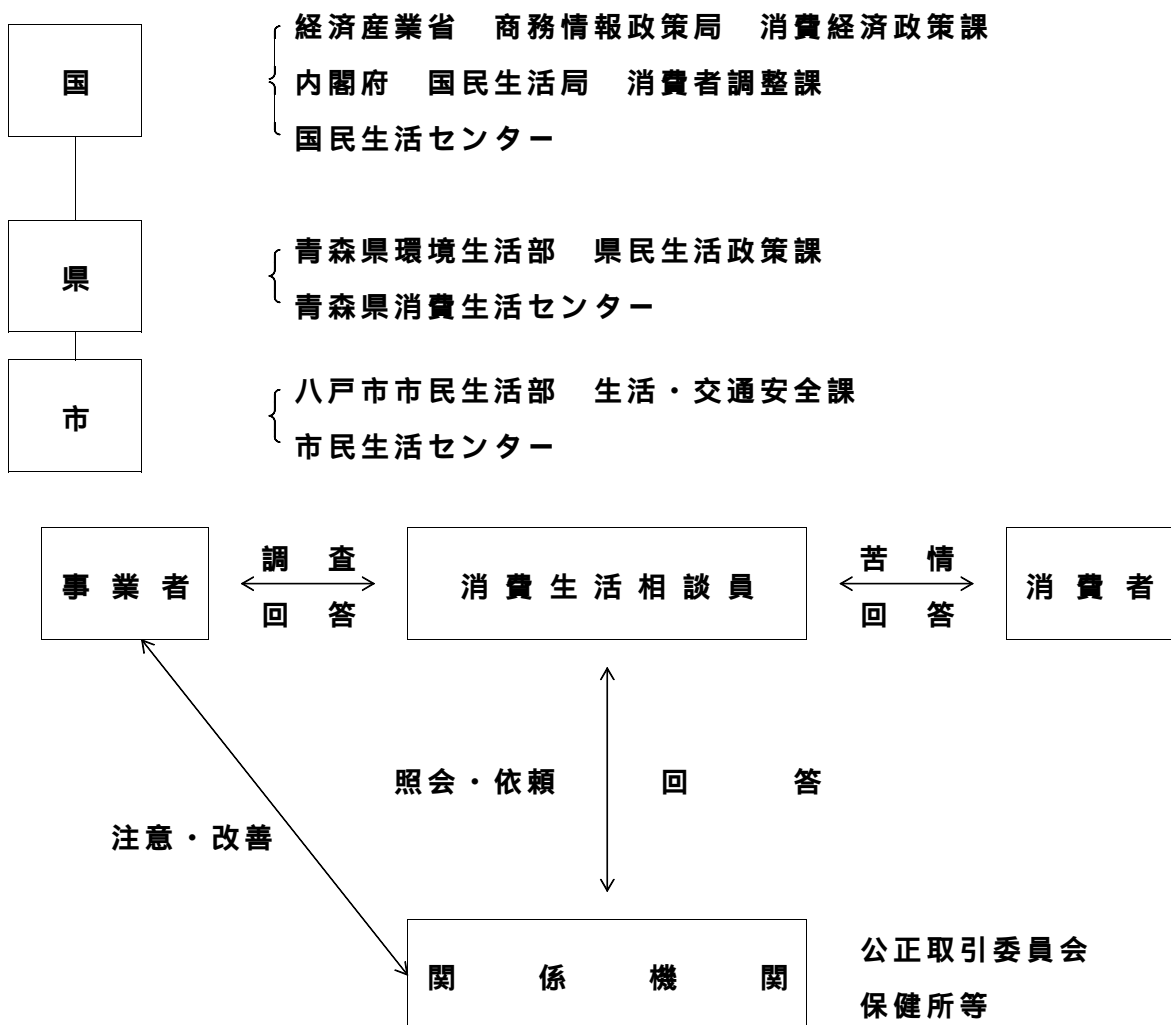 経済産業省　商務情報政策局　消費経済政策課
国
内閣府　国民生活局　消費者調整課
国民生活センター
青森県環境生活部　県民生活政策課
県
青森県消費生活センター
八戸市市民生活部　生活・交通安全課
市
市民生活センター
調　査
苦　情
事業者
消費生活相談員
消費者
回　答
回　答
照会・依頼
回　　　答
注意・改善
公正取引委員会
関　係　機　関
保健所等